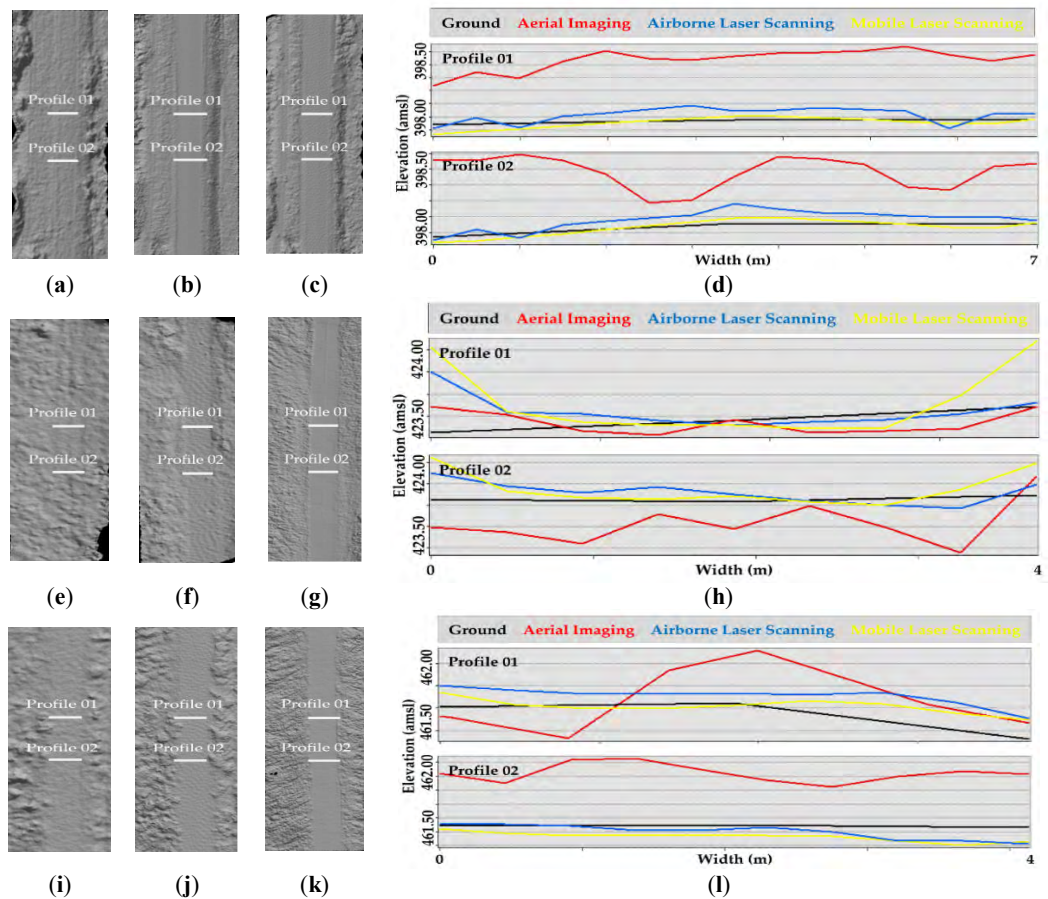 Profile 01
Profile 02
(a)
Profile 01
Profile 02
(b)
Profile 01
Profile 02
(c)
Ground Aerial Imaging Airborne Laser Scanning Mobile Laser Scanning
Profile 01
398.50
398.00
Profile 02
398.50
398.00
398.00
Elevation (amsl)
0 Width (m) 7
(d)
Profile 01
Profile 02
(e)
Profile 01
Profile 02
(f)
Profile 01
Profile 02
(g)
Ground Aerial Imaging Airborne Laser Scanning Mobile Laser Scanning
Profile 01
424.00
423.50
Profile 02
424.00
423.50
423.50
Elevation (amsl)
0 Width (m) 4
(h)
Profile 01
Profile 02
(i)
Profile 01
Profile 02
(j)
Profile 01
Profile 02
(k)
Ground Aerial Imaging Airborne Laser Scanning Mobile Laser Scanning
Profile 01
462.00
461.50
461.50
Profile 02
462.00
461.50
461.50
Elevation (amsl)
0 Width (m) 4
(l)